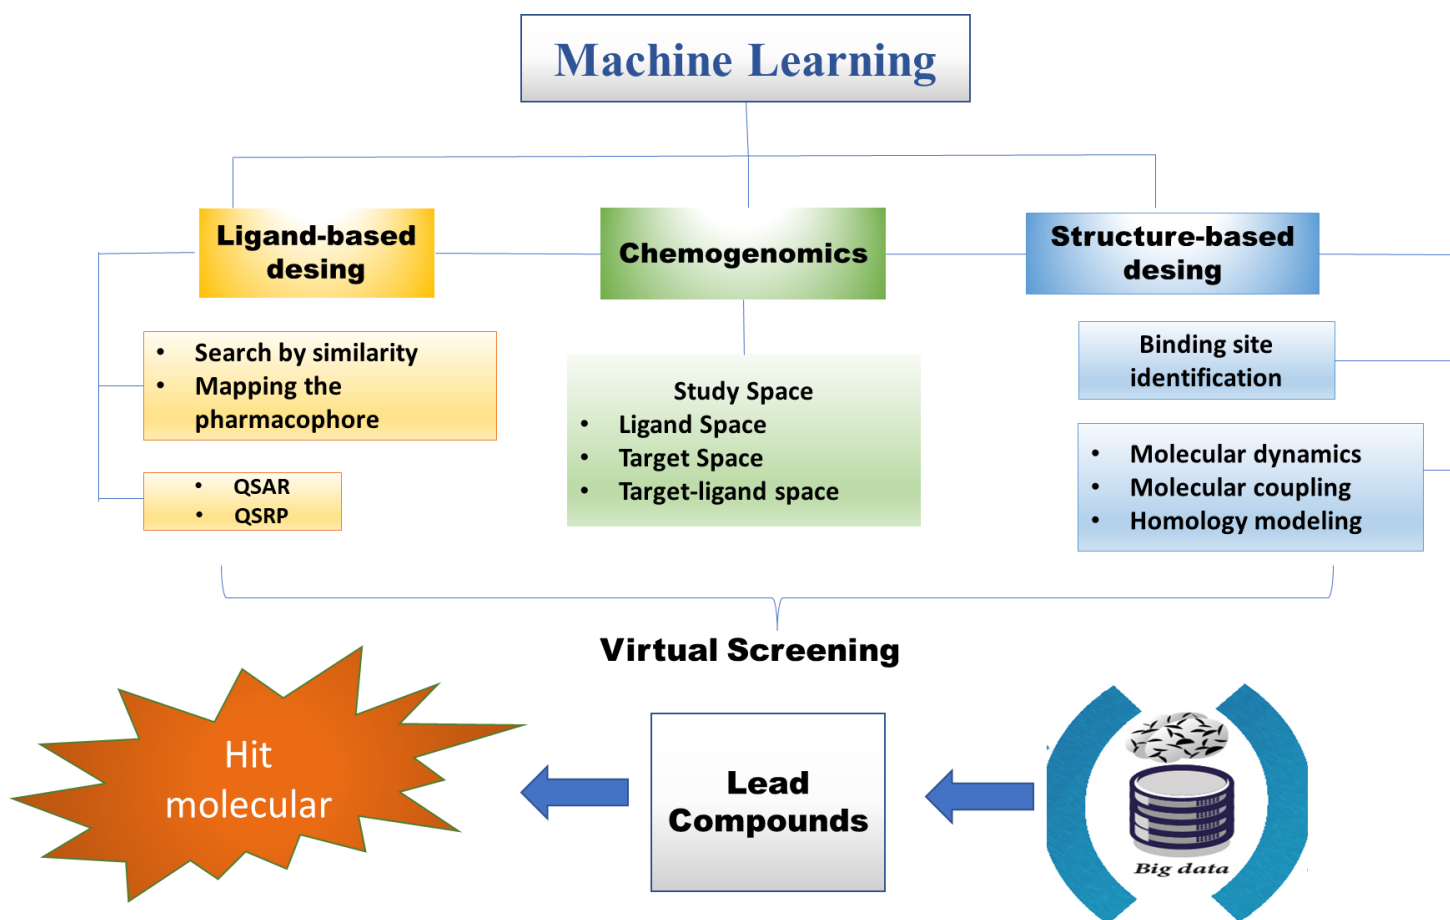 Machine Learning
Ligand-based
desing
Chemogenomics
Structure-based
desing
• Search by similarity
• Mapping the
pharmacophore
• QSAR
• QSRP
Study Space
• Ligand Space
• Target Space
• Target-ligand space
Binding site
identification
• Molecular dynamics
• Molecular coupling
• Homology modeling
Virtual Screening
Hit
molecular
Lead
Compounds
Big data